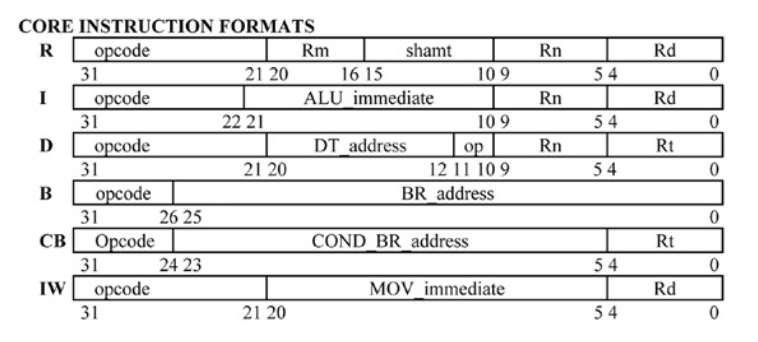 CORE INSTRUCTION FORMATS
R opcode Rm shamt Rn Rd
31 21 20 16 15 10 9 5 4 0
I opcode ALU_immediate Rn Rd
31 22 21 10 9 5 4 0
D opcode DT_address op Rn Rt
31 21 20 12 11 10 9 5 4 0
B opcode BR_address
31 26 25 0
CB Opcode COND_BR_address Rt
31 24 23 5 4 0
IW opcode MOV_immediate Rd
31 21 20 5 4 0